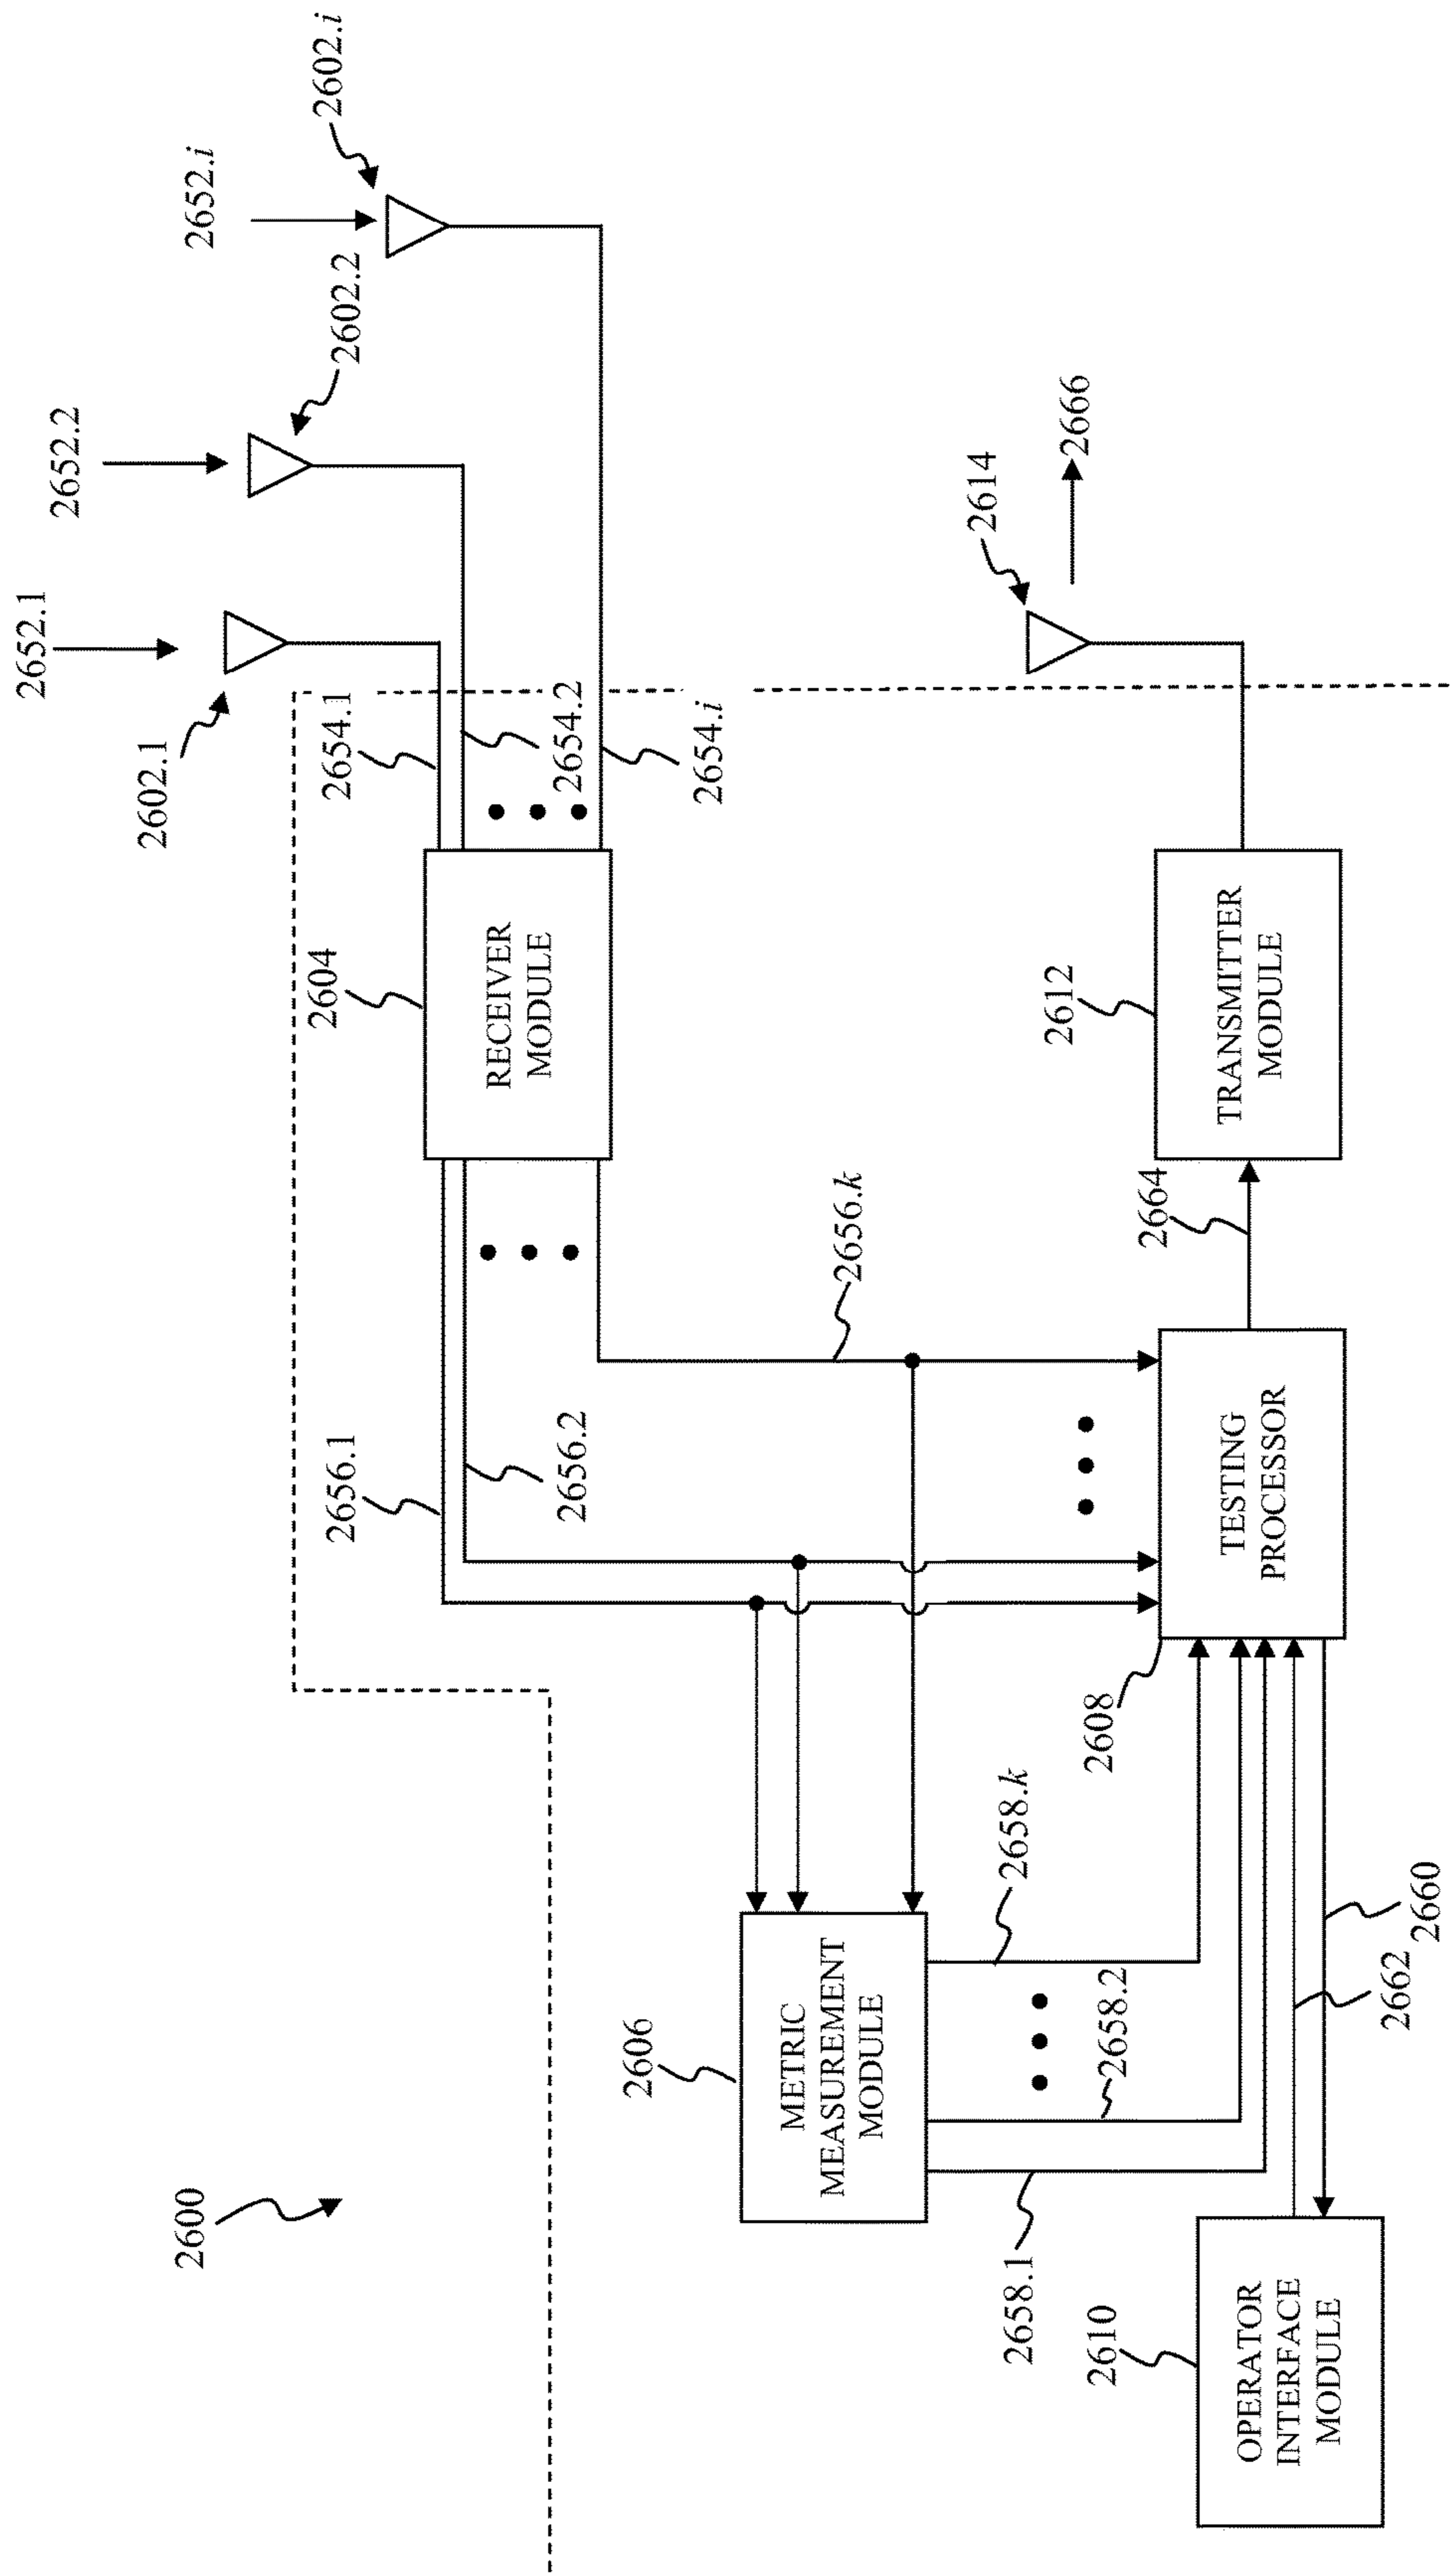 2600
2652.1
2652.2
2652.i
2602.1
2602.2
2602.i
2654.1
2654.2
2654.i
2604
RECEIVER
MODULE
2656.1
2656.2
2656.k
2606
METRIC
MEASUREMENT
MODULE
2658.1
2658.2
2658.k
2608
TESTING
PROCESSOR
2610
OPERATOR
INTERFACE
MODULE
2662
2660
2664
2612
TRANSMITTER
MODULE
2614
2666